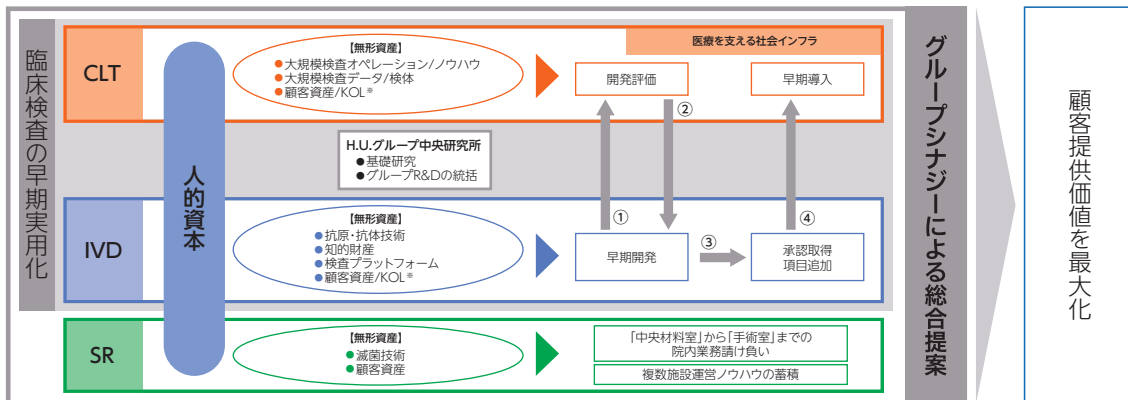 臨床検査の早期実用化
CLT
人的資本
【無形資産】
●大規模検査オペレーション/ノウハウ
●大規模検査データ/検体
●顧客資産/KOL※
医療を支える社会インフラ
開発評価
早期導入
②
H.U.グループ中央研究所
●基礎研究
●グループR&Dの統括
IVD
【無形資産】
●抗原・抗体技術
●知的財産
●検査プラットフォーム
●顧客資産/KOL※
①
早期開発
③
④
承認取得
項目追加
SR
【無形資産】
●滅菌技術
●顧客資産
「中央材料室」から「手術室」までの
院内業務請け負い
複数施設運営ノウハウの蓄積
グループシナジーによる総合提案
顧客提供価値を最大化